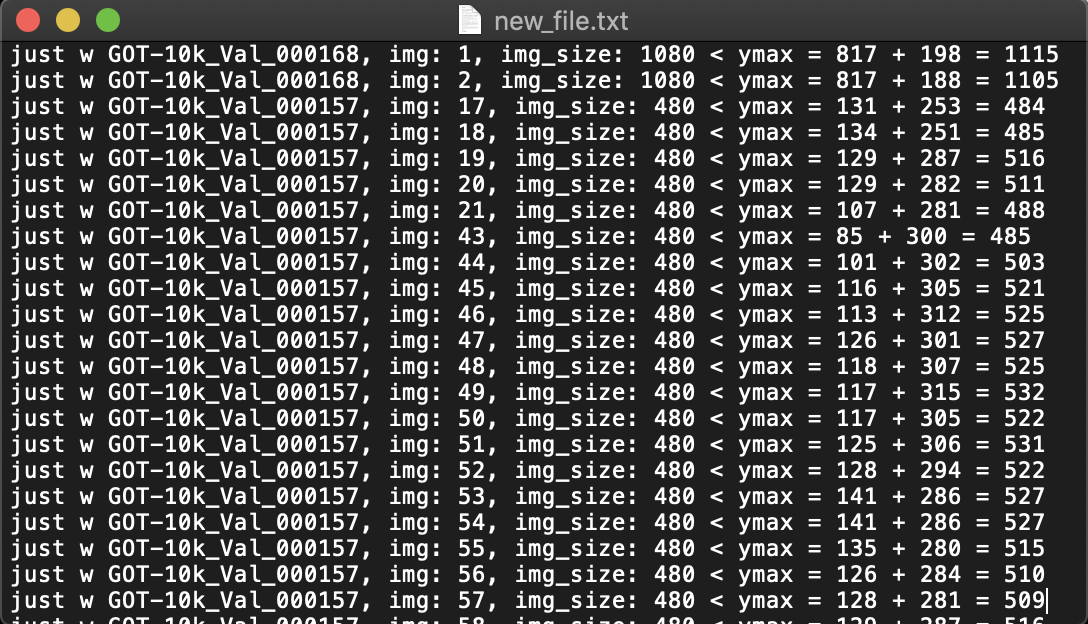 new_file.txt
just w GOT-10k_Val_000168, img: 1, img_size: 1080 < ymax = 817 + 198 = 1115
just w GOT-10k_Val_000168, img: 2, img_size: 1080 < ymax = 817 + 188 = 1105
just w GOT-10k_Val_000157, img: 17, img_size: 480 < ymax = 131 + 253 = 484
just w GOT-10k_Val_000157, img: 18, img_size: 480 < ymax = 134 + 251 = 485
just w GOT-10k_Val_000157, img: 19, img_size: 480 < ymax = 129 + 287 = 516
just w GOT-10k_Val_000157, img: 20, img_size: 480 < ymax = 129 + 282 = 511
just w GOT-10k_Val_000157, img: 21, img_size: 480 < ymax = 107 + 281 = 488
just w GOT-10k_Val_000157, img: 43, img_size: 480 < ymax = 85 + 300 = 485
just w GOT-10k_Val_000157, img: 44, img_size: 480 < ymax = 101 + 302 = 503
just w GOT-10k_Val_000157, img: 45, img_size: 480 < ymax = 116 + 305 = 521
just w GOT-10k_Val_000157, img: 46, img_size: 480 < ymax = 113 + 312 = 525
just w GOT-10k_Val_000157, img: 47, img_size: 480 < ymax = 126 + 301 = 527
just w GOT-10k_Val_000157, img: 48, img_size: 480 < ymax = 118 + 307 = 525
just w GOT-10k_Val_000157, img: 49, img_size: 480 < ymax = 117 + 315 = 532
just w GOT-10k_Val_000157, img: 50, img_size: 480 < ymax = 117 + 305 = 522
just w GOT-10k_Val_000157, img: 51, img_size: 480 < ymax = 125 + 306 = 531
just w GOT-10k_Val_000157, img: 52, img_size: 480 < ymax = 128 + 294 = 522
just w GOT-10k_Val_000157, img: 53, img_size: 480 < ymax = 141 + 286 = 527
just w GOT-10k_Val_000157, img: 54, img_size: 480 < ymax = 141 + 286 = 527
just w GOT-10k_Val_000157, img: 55, img_size: 480 < ymax = 135 + 280 = 515
just w GOT-10k_Val_000157, img: 56, img_size: 480 < ymax = 126 + 284 = 510
just w GOT-10k_Val_000157, img: 57, img_size: 480 < ymax = 128 + 281 = 509